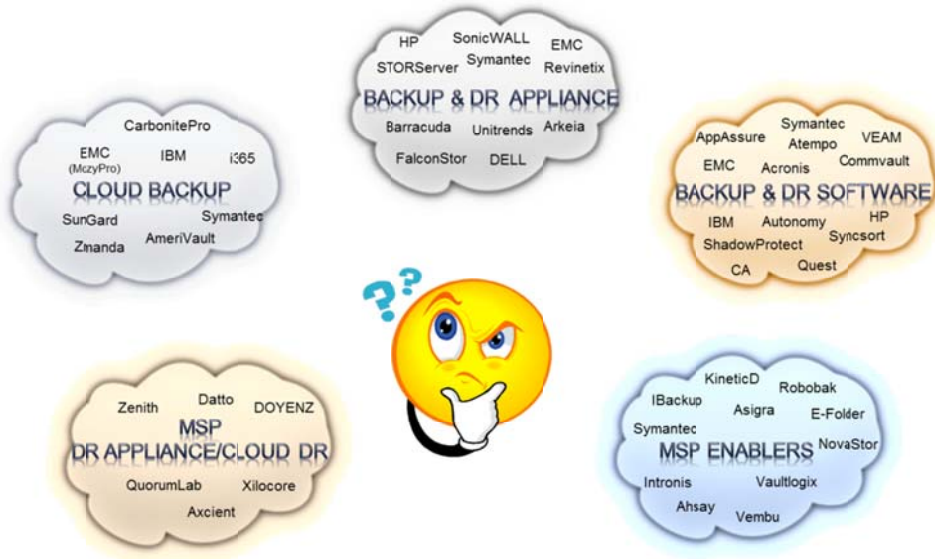 HP SonicWALL EMC
STORServer Symantec Revinetix
BACKUP & DR APPLIANCE
Barracuda Unitrends Arkeia
FalconStor DELL
CarbonitePro
EMC IBM i365
(MozyPro)
CLOUD BACKUP
SunGard Symantec
Zmanda AmeriVault
AppAssure Symantec VEAM
Atempo
EMC Acronis Commvault
BACKUP & DR SOFTWARE
IBM Autonomy HP
ShadowProtect Syncsort
CA Quest
??
Zenith Datto DOYENZ
MSP
DR APPLIANCE/CLOUD DR
QuorumLab Xilocore
Axcient
KineticD Robobak
IBackup Asigra E-Folder
Symantec NovaStor
MSP ENABLERS
Intronis Vaultlogix
Ahsay Vembu